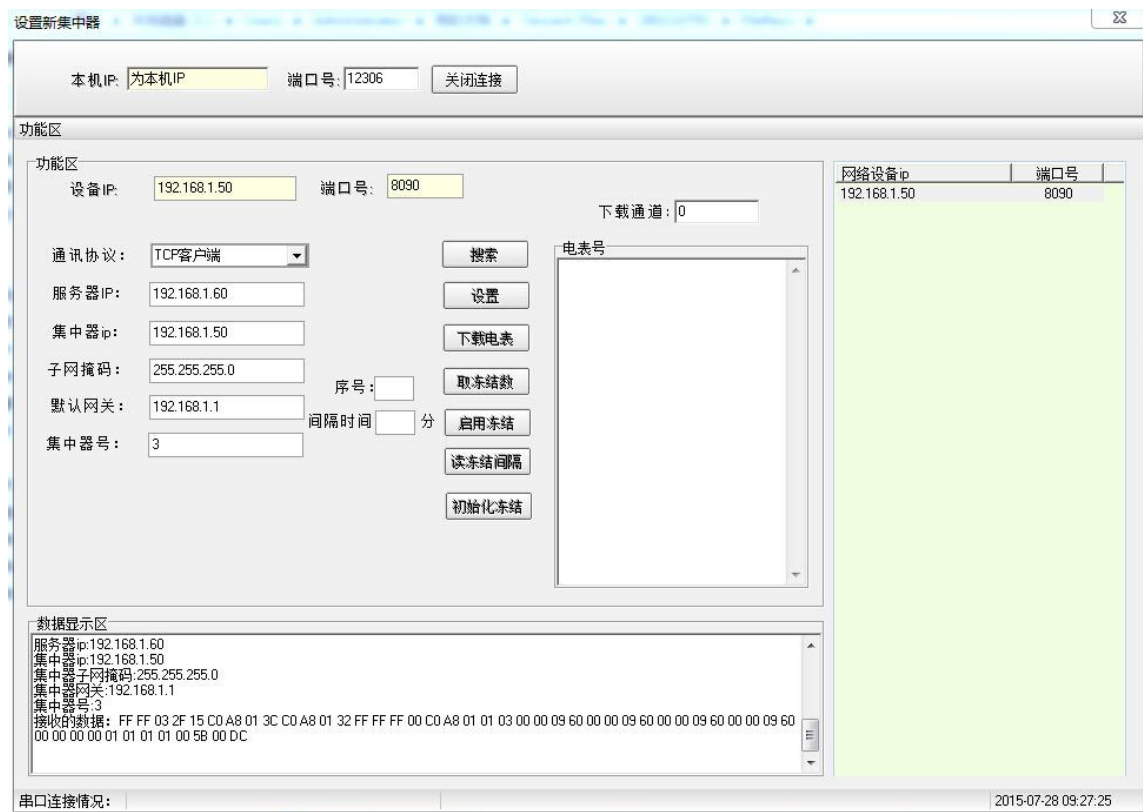 设置新集中器
本机IP: 为本机IP 端口号: 12306 关闭连接
功能区
功能区
设备IP: 192.168.1.50 端口号: 8090
下载通道: 0
网络设备ip 端口号
192.168.1.50 8090
通讯协议: TCP客户端 搜索
服务器IP: 192.168.1.60 设置
集中器ip: 192.168.1.50 下载电表
子网掩码: 255.255.255.0
序号: 取冻结数
默认网关: 192.168.1.1
间隔时间 分 启用冻结
集中器号: 3
读冻结间隔
初始化冻结
电表号
数据显示区
服务器ip:192.168.1.60
集中器ip:192.168.1.50
集中器子网掩码:255.255.255.0
集中器网关:192.168.1.1
集中器号:3
接收的数据: FF FF 03 2F 15 C0 A8 01 3C C0 A8 01 32 FF FF FF 00 C0 A8 01 01 03 00 00 09 60 00 00 09 60 00 00 09 60 00 00 09 60
00 00 00 00 01 01 01 01 00 5B 00 DC
串口连接情况: 2015-07-28 09:27:25